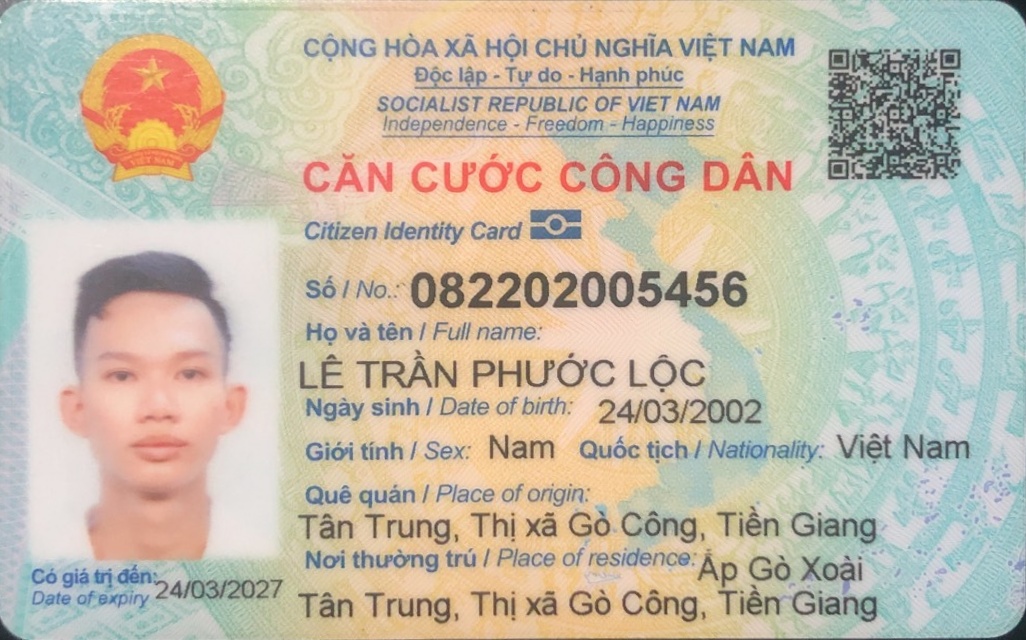 CỘNG HÒA XÃ HỘI CHỦ NGHĨA VIỆT NAM
Độc lập - Tự do - Hạnh phúc
SOCIALIST REPUBLIC OF VIET NAM
Independence - Freedom - Happiness
VIỆT NAM
CĂN CƯỚC CÔNG DÂN
Citizen Identity Card
Số / No.: 082202005456
Họ và tên / Full name:
LÊ TRẦN PHƯỚC LỘC
Ngày sinh / Date of birth: 24/03/2002
Giới tính / Sex: Nam Quốc tịch / Nationality: Việt Nam
Quê quán / Place of origin:
Tân Trung, Thị xã Gò Công, Tiền Giang
Nơi thường trú / Place of residence: Ấp Gò Xoài
Tân Trung, Thị xã Gò Công, Tiền Giang
Có giá trị đến: 24/03/2027
Date of expiry